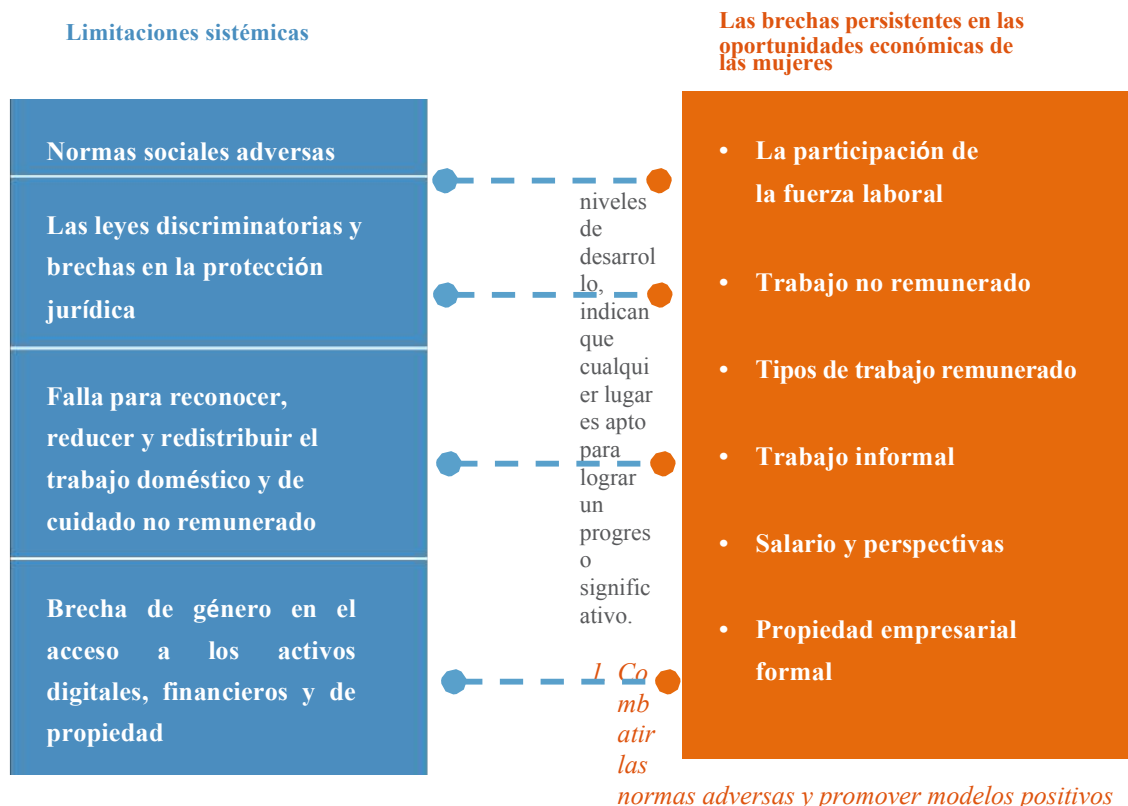 Limitaciones sistémicas
Las brechas persistentes en las
oportunidades económicas de
las mujeres
Normas sociales adversas
Las leyes discriminatorias y
brechas en la protección
jurídica
Falla para reconocer,
reducer y redistribuir el
trabajo doméstico y de
cuidado no remunerado
Brecha de género en el
acceso a los activos
digitales, financieros y de
propiedad
niveles
de
desarrol
lo,
indican
que
cualqui
er lugar
es apto
para
lograr
un
progres
o
signific
ativo.
1 Co
mb
atir
las
normas adversas y promover modelos positivos
• La participación de
la fuerza laboral
• Trabajo no remunerado
• Tipos de trabajo remunerado
• Trabajo informal
• Salario y perspectivas
• Propiedad empresarial
formal